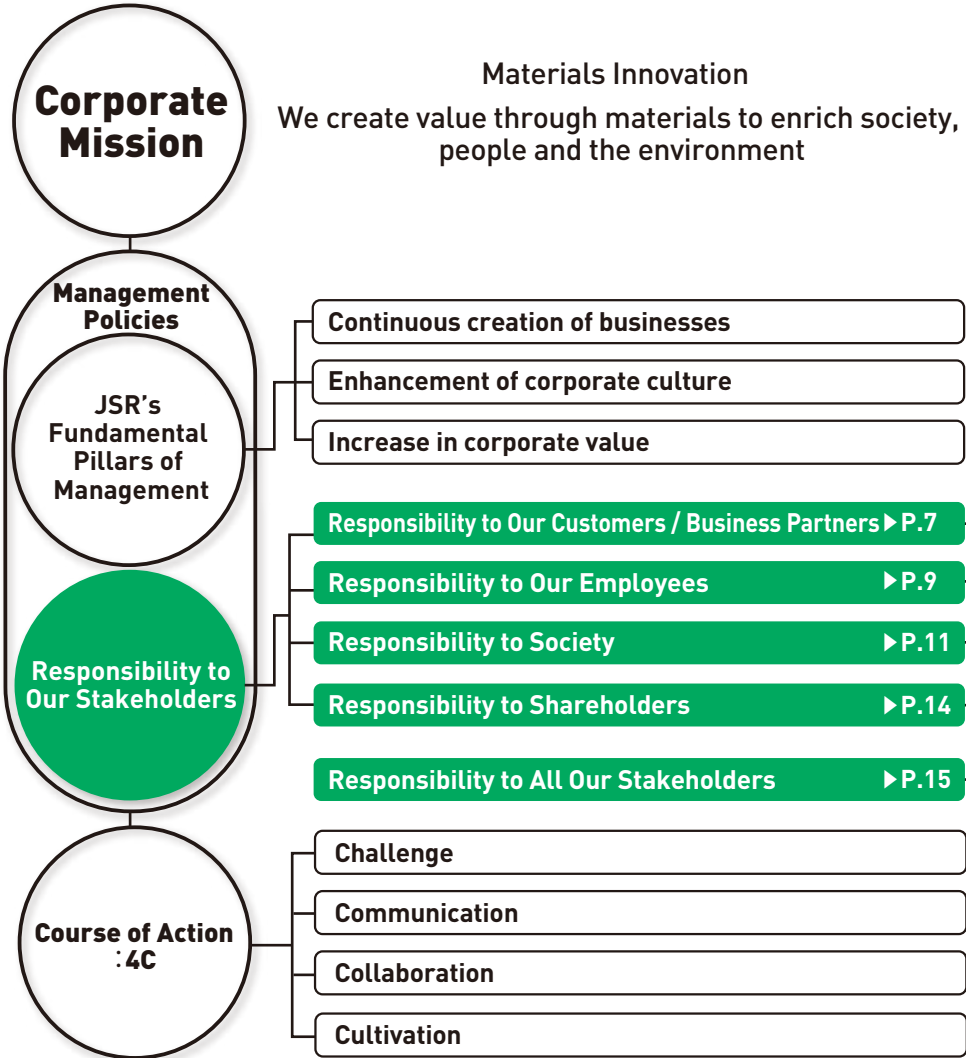 Corporate
Mission
Materials Innovation
We create value through materials to enrich society,
people and the environment
Management
Policies
JSR’s
Fundamental
Pillars of
Management
Continuous creation of businesses
Enhancement of corporate culture
Increase in corporate value
Responsibility to
Our Stakeholders
Responsibility to Our Customers / Business Partners ▶P.7
Responsibility to Our Employees ▶P.9
Responsibility to Society ▶P.11
Responsibility to Shareholders ▶P.14
Responsibility to All Our Stakeholders ▶P.15
Course of Action
:4C
Challenge
Communication
Collaboration
Cultivation